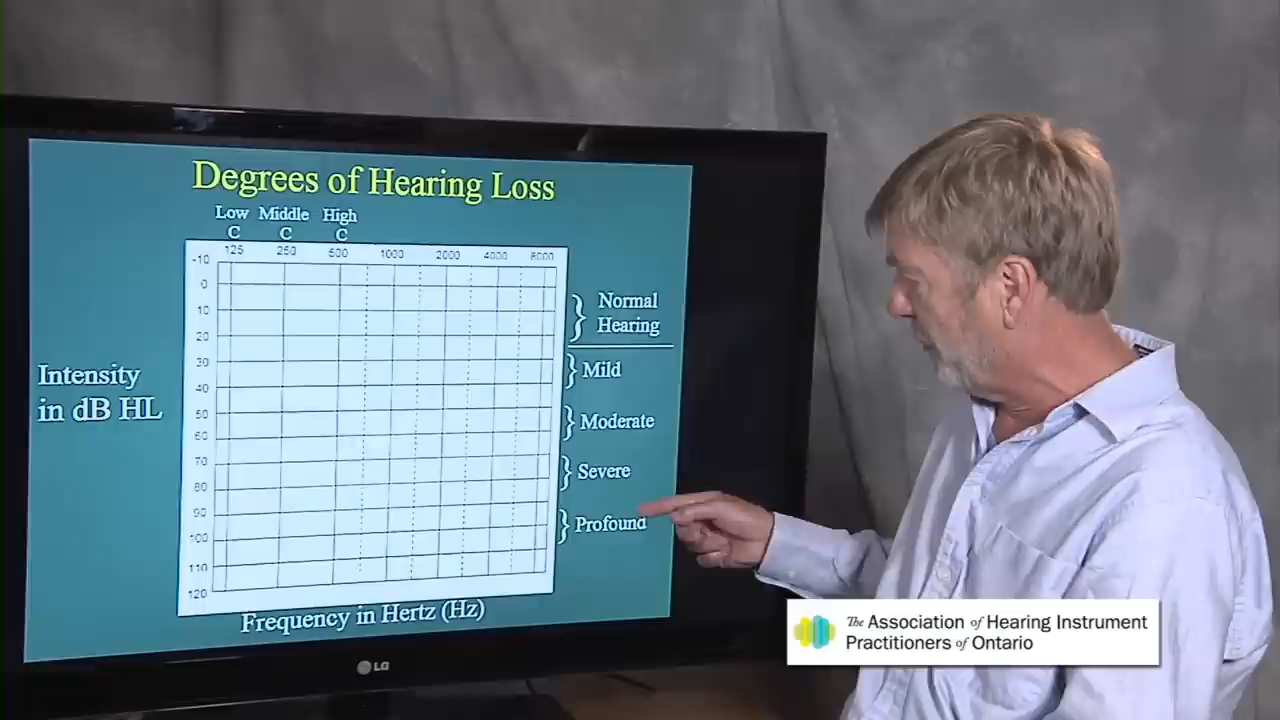 Degrees of Hearing Loss
Low Middle High
C C C
125 250 500 1000 2000 4000 8000
-10
0
10
20
30
40
50
60
70
80
90
100
110
120
Intensity
in dB HL
Normal
Hearing
Mild
Moderate
Severe
Profound
Frequency in Hertz (Hz)
LG
The Association of Hearing Instrument
Practitioners of Ontario